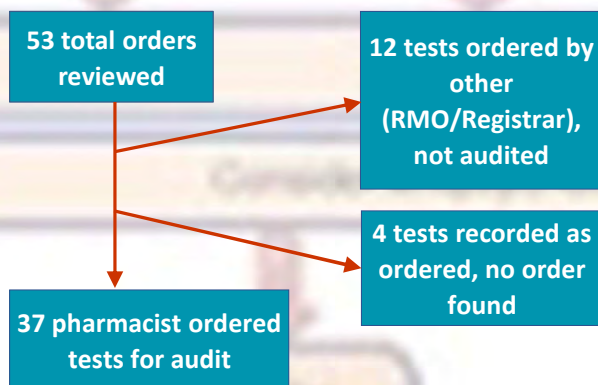 53 total orders
reviewed
12 tests ordered by
other
(RMO/Registrar),
not audited
4 tests recorded as
ordered, no order
found
37 pharmacist ordered
tests for audit